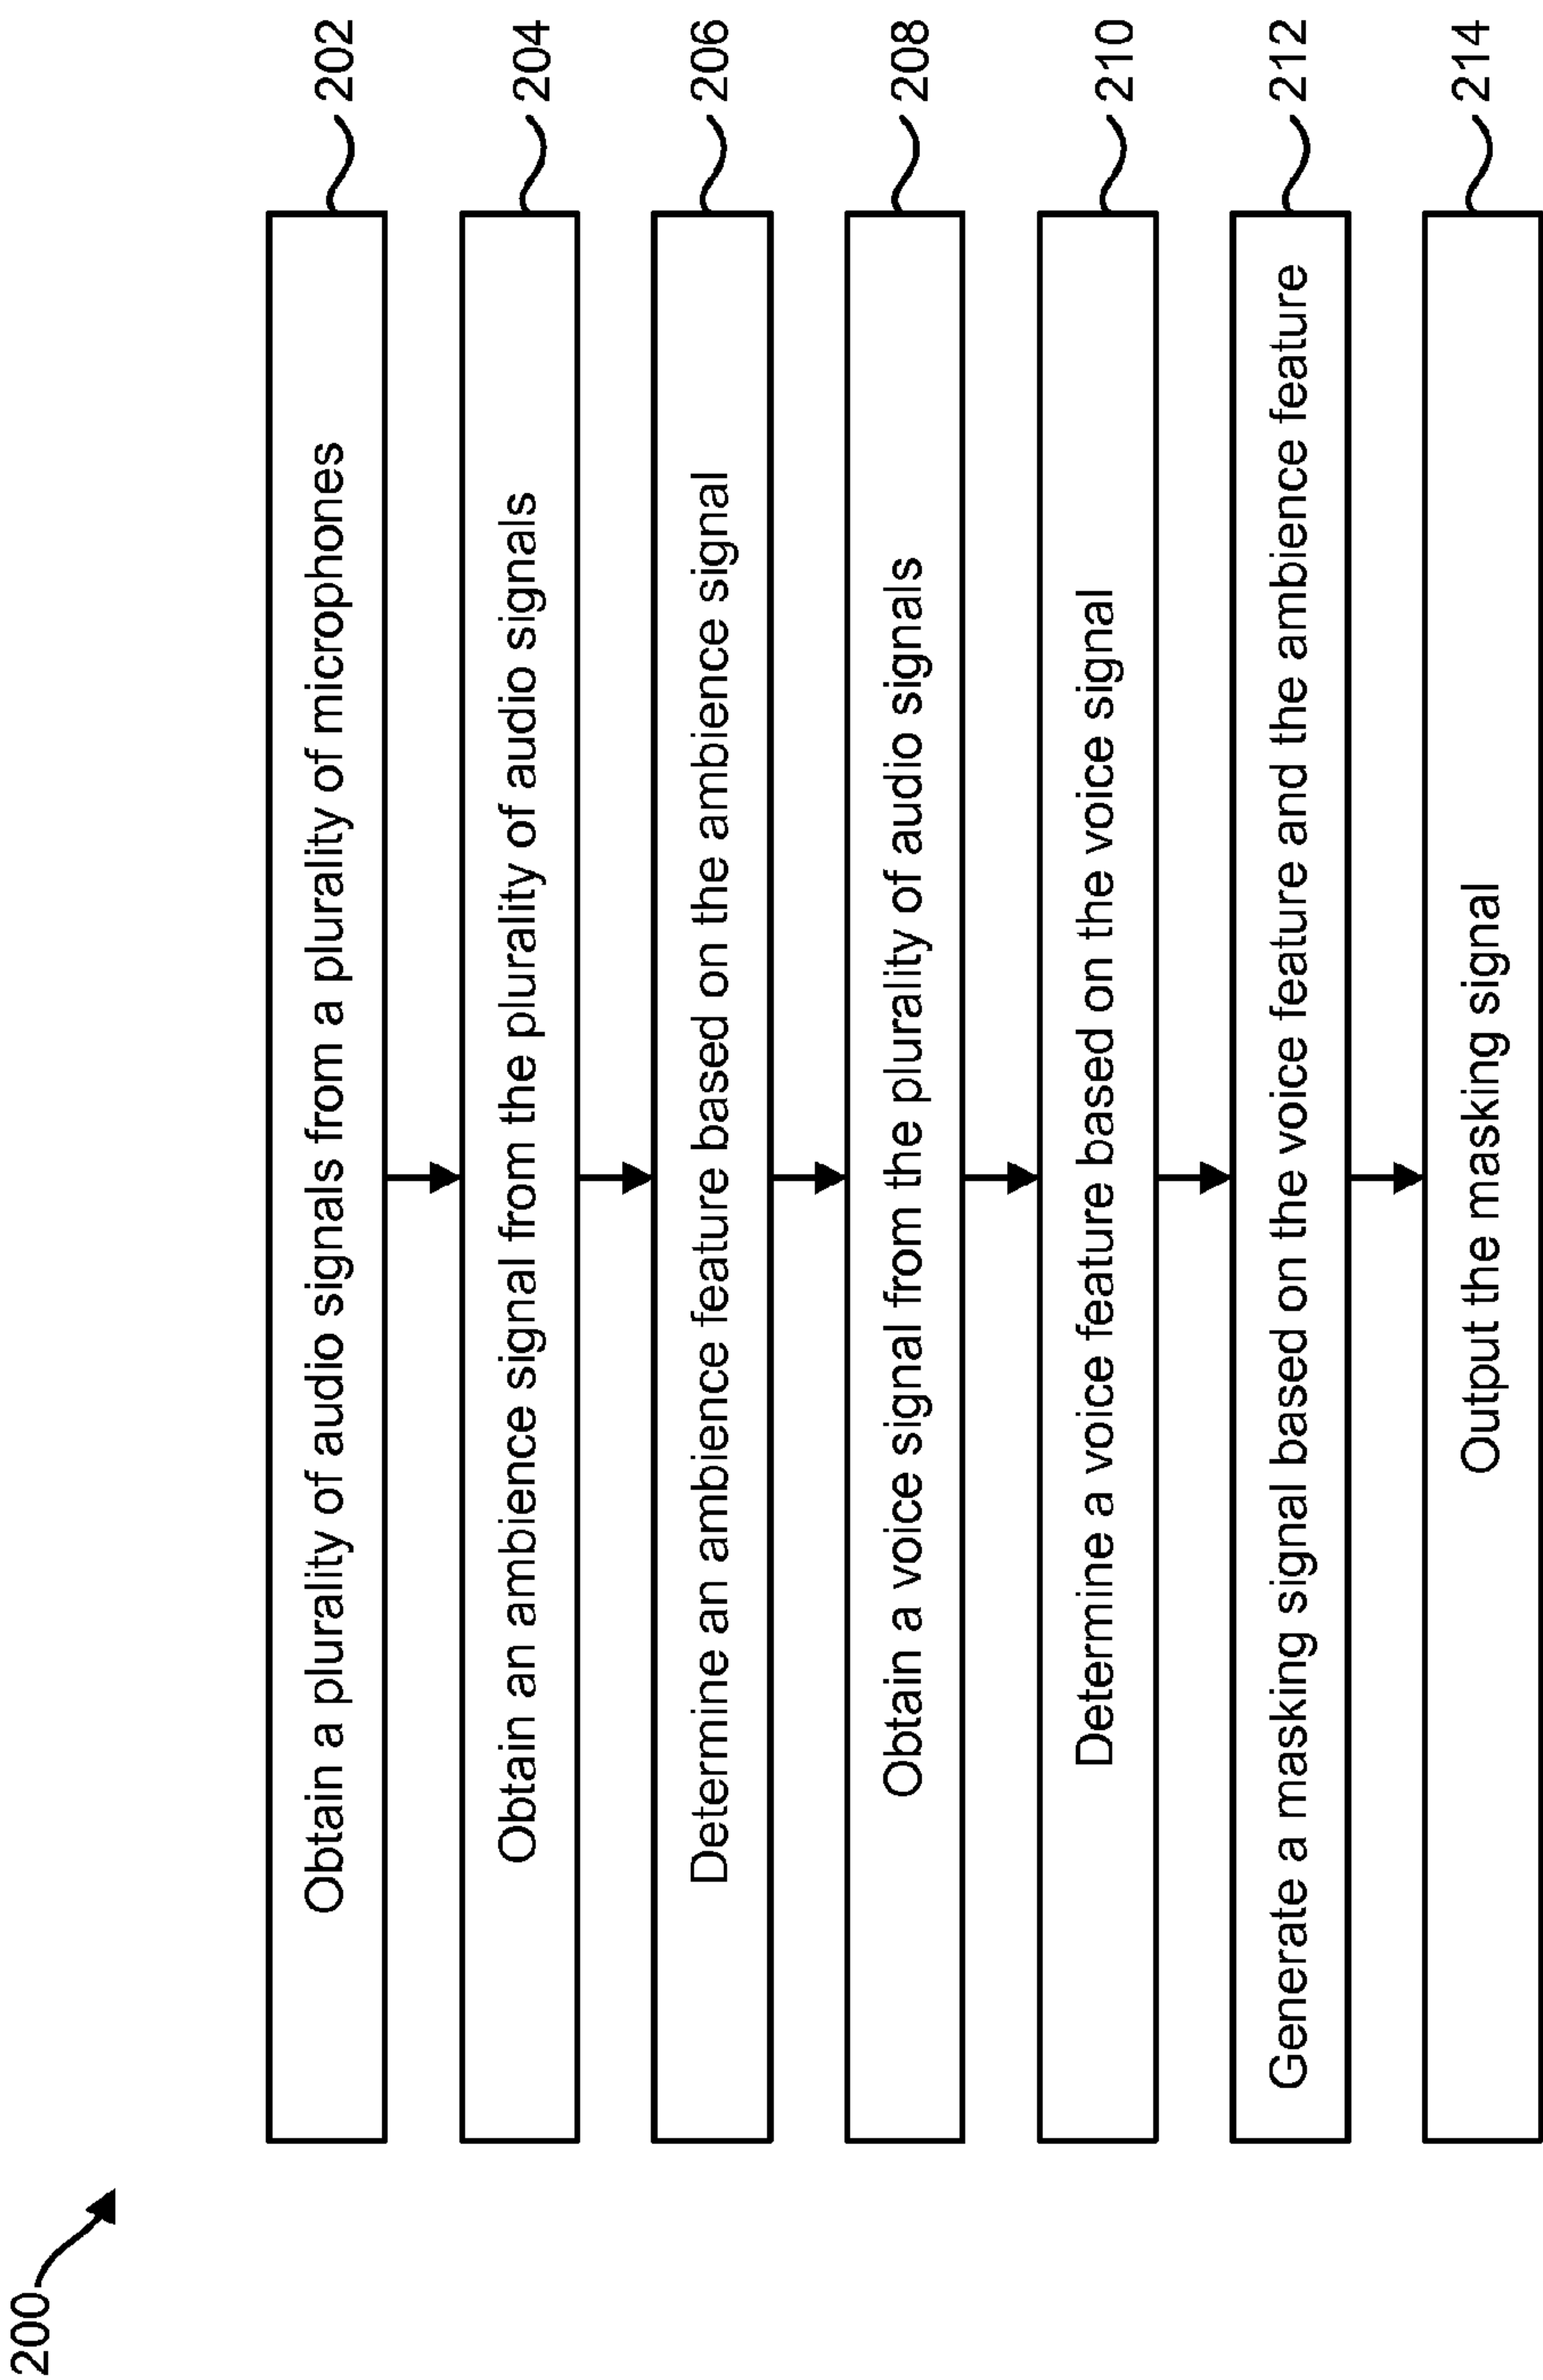 200
Obtain a plurality of audio signals from a plurality of microphones
202
Obtain an ambience signal from the plurality of audio signals
204
Determine an ambience feature based on the ambience signal
206
Obtain a voice signal from the plurality of audio signals
208
Determine a voice feature based on the voice signal
210
Generate a masking signal based on the voice feature and the ambience feature
212
Output the masking signal
214